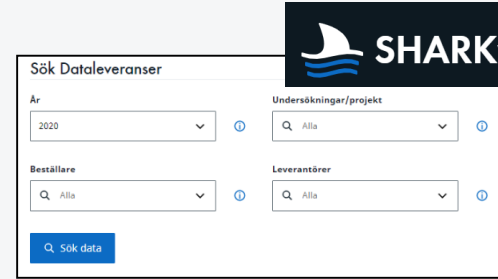 SHARK
Sök Dataleveranser
År
Undersökningar/projekt
2020
Alla
Beställare
Leverantörer
Alla
Alla
Sök data